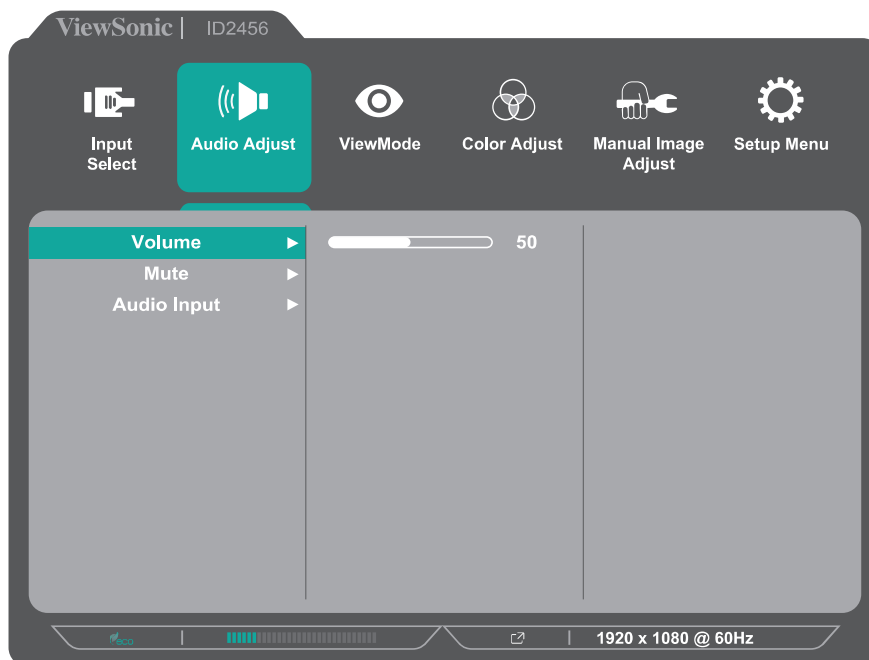 ViewSonic | ID2456
Input
Select
Audio Adjust
ViewMode
Color Adjust
Manual Image
Adjust
Setup Menu
Volume
50
Mute
Audio Input
eco
1920 x 1080 @ 60Hz